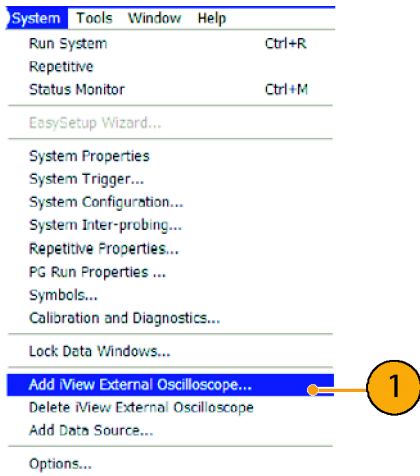 System Tools Window Help
Run System Ctrl+R
Repetitive
Status Monitor Ctrl+M
EasySetup Wizard...
System Properties
System Trigger...
System Configuration...
System Inter-probing...
Repetitive Properties...
PG Run Properties ...
Symbols...
Calibration and Diagnostics...
Lock Data Windows...
Add iView External Oscilloscope...
1
Delete iView External Oscilloscope
Add Data Source...
Options...